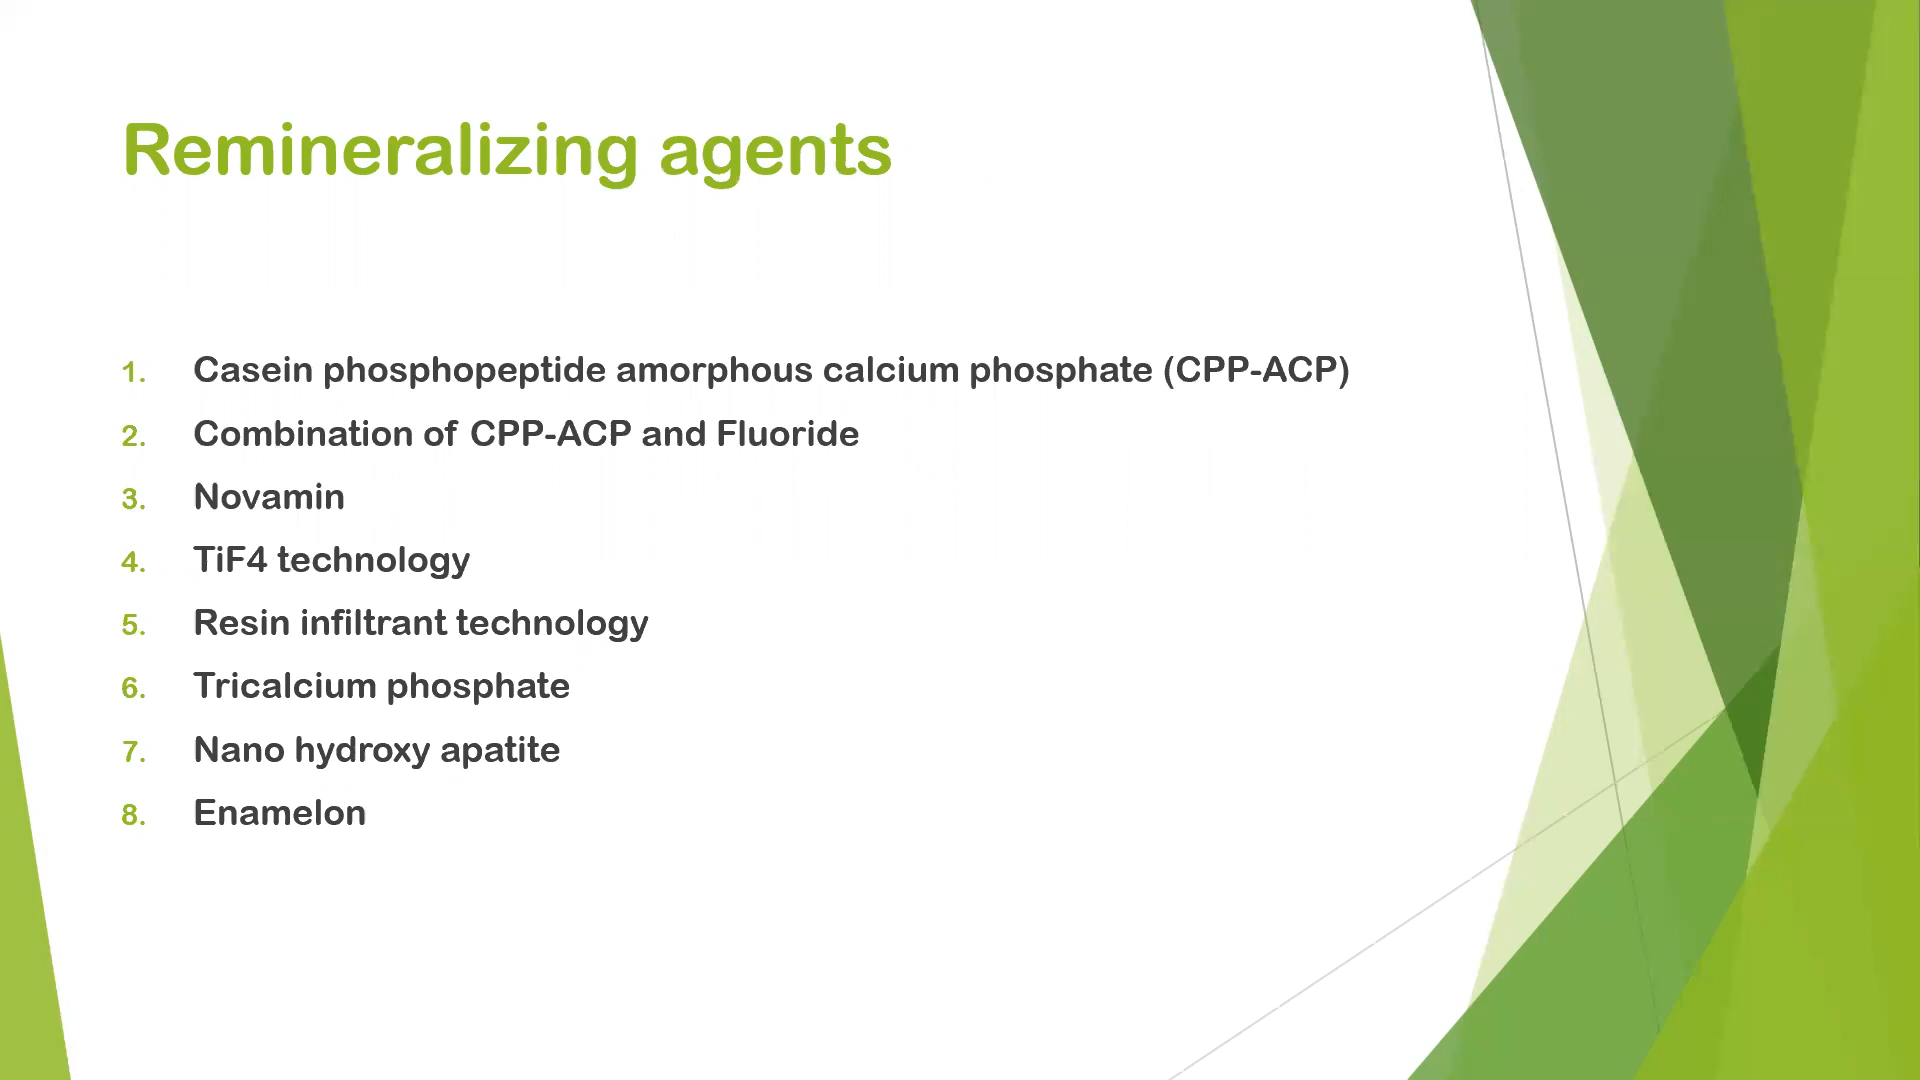 Remineralizing agents
1. Casein phosphopeptide amorphous calcium phosphate (CPP-ACP)
2. Combination of CPP-ACP and Fluoride
3. Novamin
4. TiF4 technology
5. Resin infiltrant technology
6. Tricalcium phosphate
7. Nano hydroxy apatite
8. Enamelon